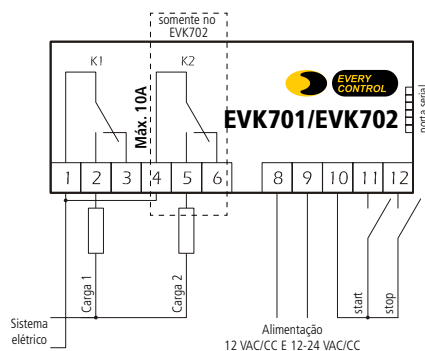 somente no
EVK702
K1
K2
Máx. 10A
EVERY
CONTROL
EVK701/EVK702
porta serial
1 2 3 4 5 6 8 9 10 11 12
Carga 1
Carga 2
start
stop
Sistema
elétrico
Alimentação
12 VAC/CC E 12-24 VAC/CC